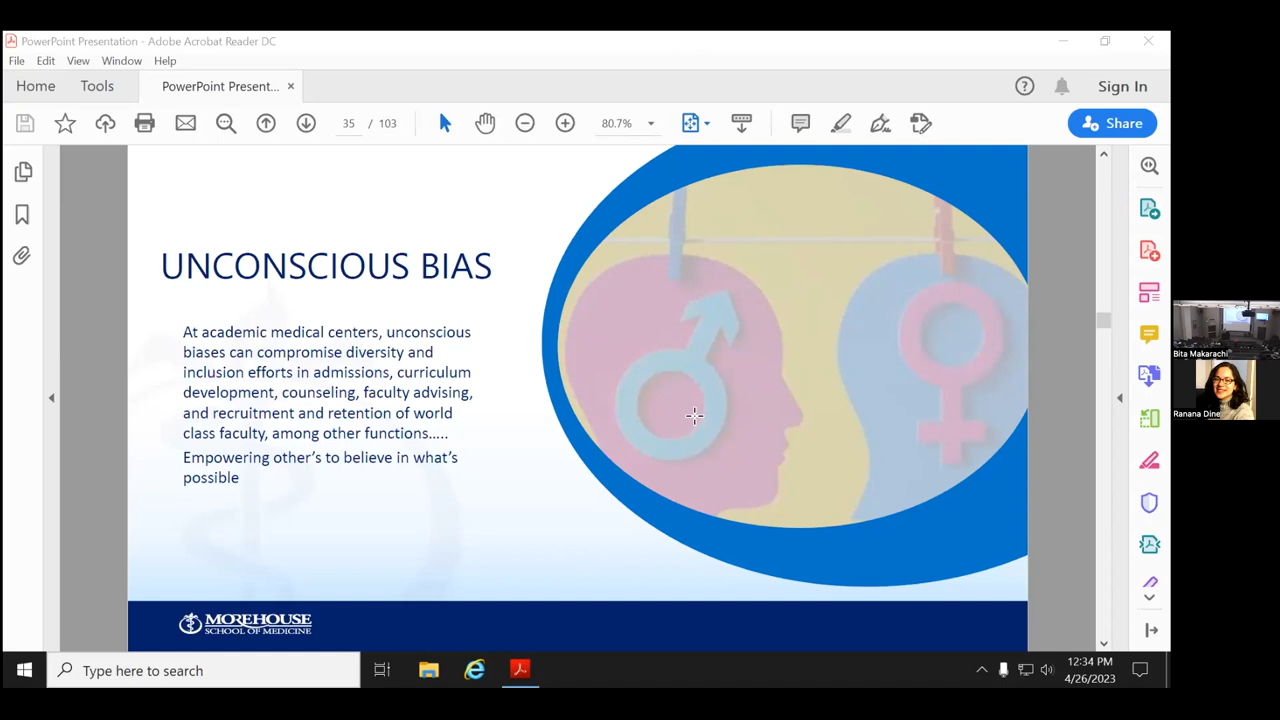 PowerPoint Presentation - Adobe Acrobat Reader DC
File Edit View Window Help
Home Tools PowerPoint Present... ×
? Sign In
35 / 103 80.7% Share
UNCONSCIOUS BIAS
At academic medical centers, unconscious
biases can compromise diversity and
inclusion efforts in admissions, curriculum
development, counseling, faculty advising,
and recruitment and retention of world
class faculty, among other functions.....
Empowering other's to believe in what's
possible
MOREHOUSE
SCHOOL OF MEDICINE
Bita Makarachi
Ranana Dine
Type here to search
12:34 PM
4/26/2023